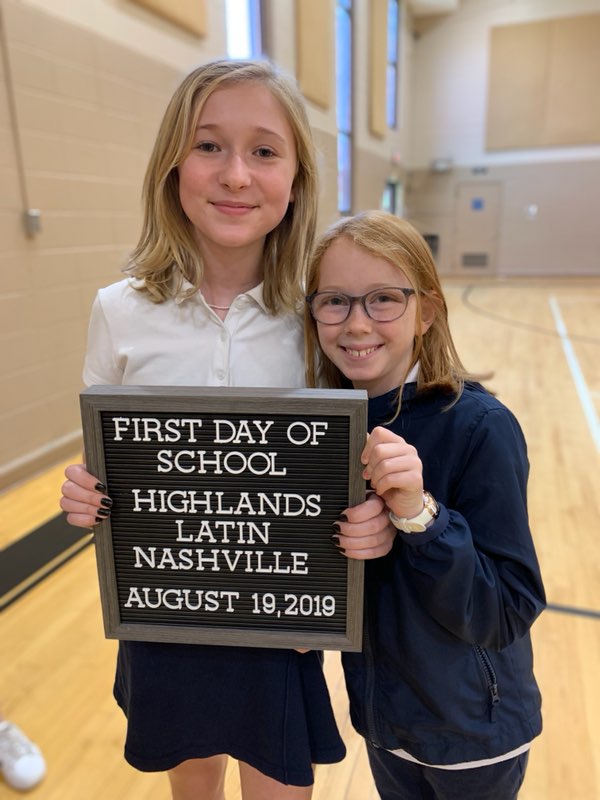 FIRST DAY OF
SCHOOL
HIGHLANDS
LATIN
NASHVILLE
AUGUST 19,2019